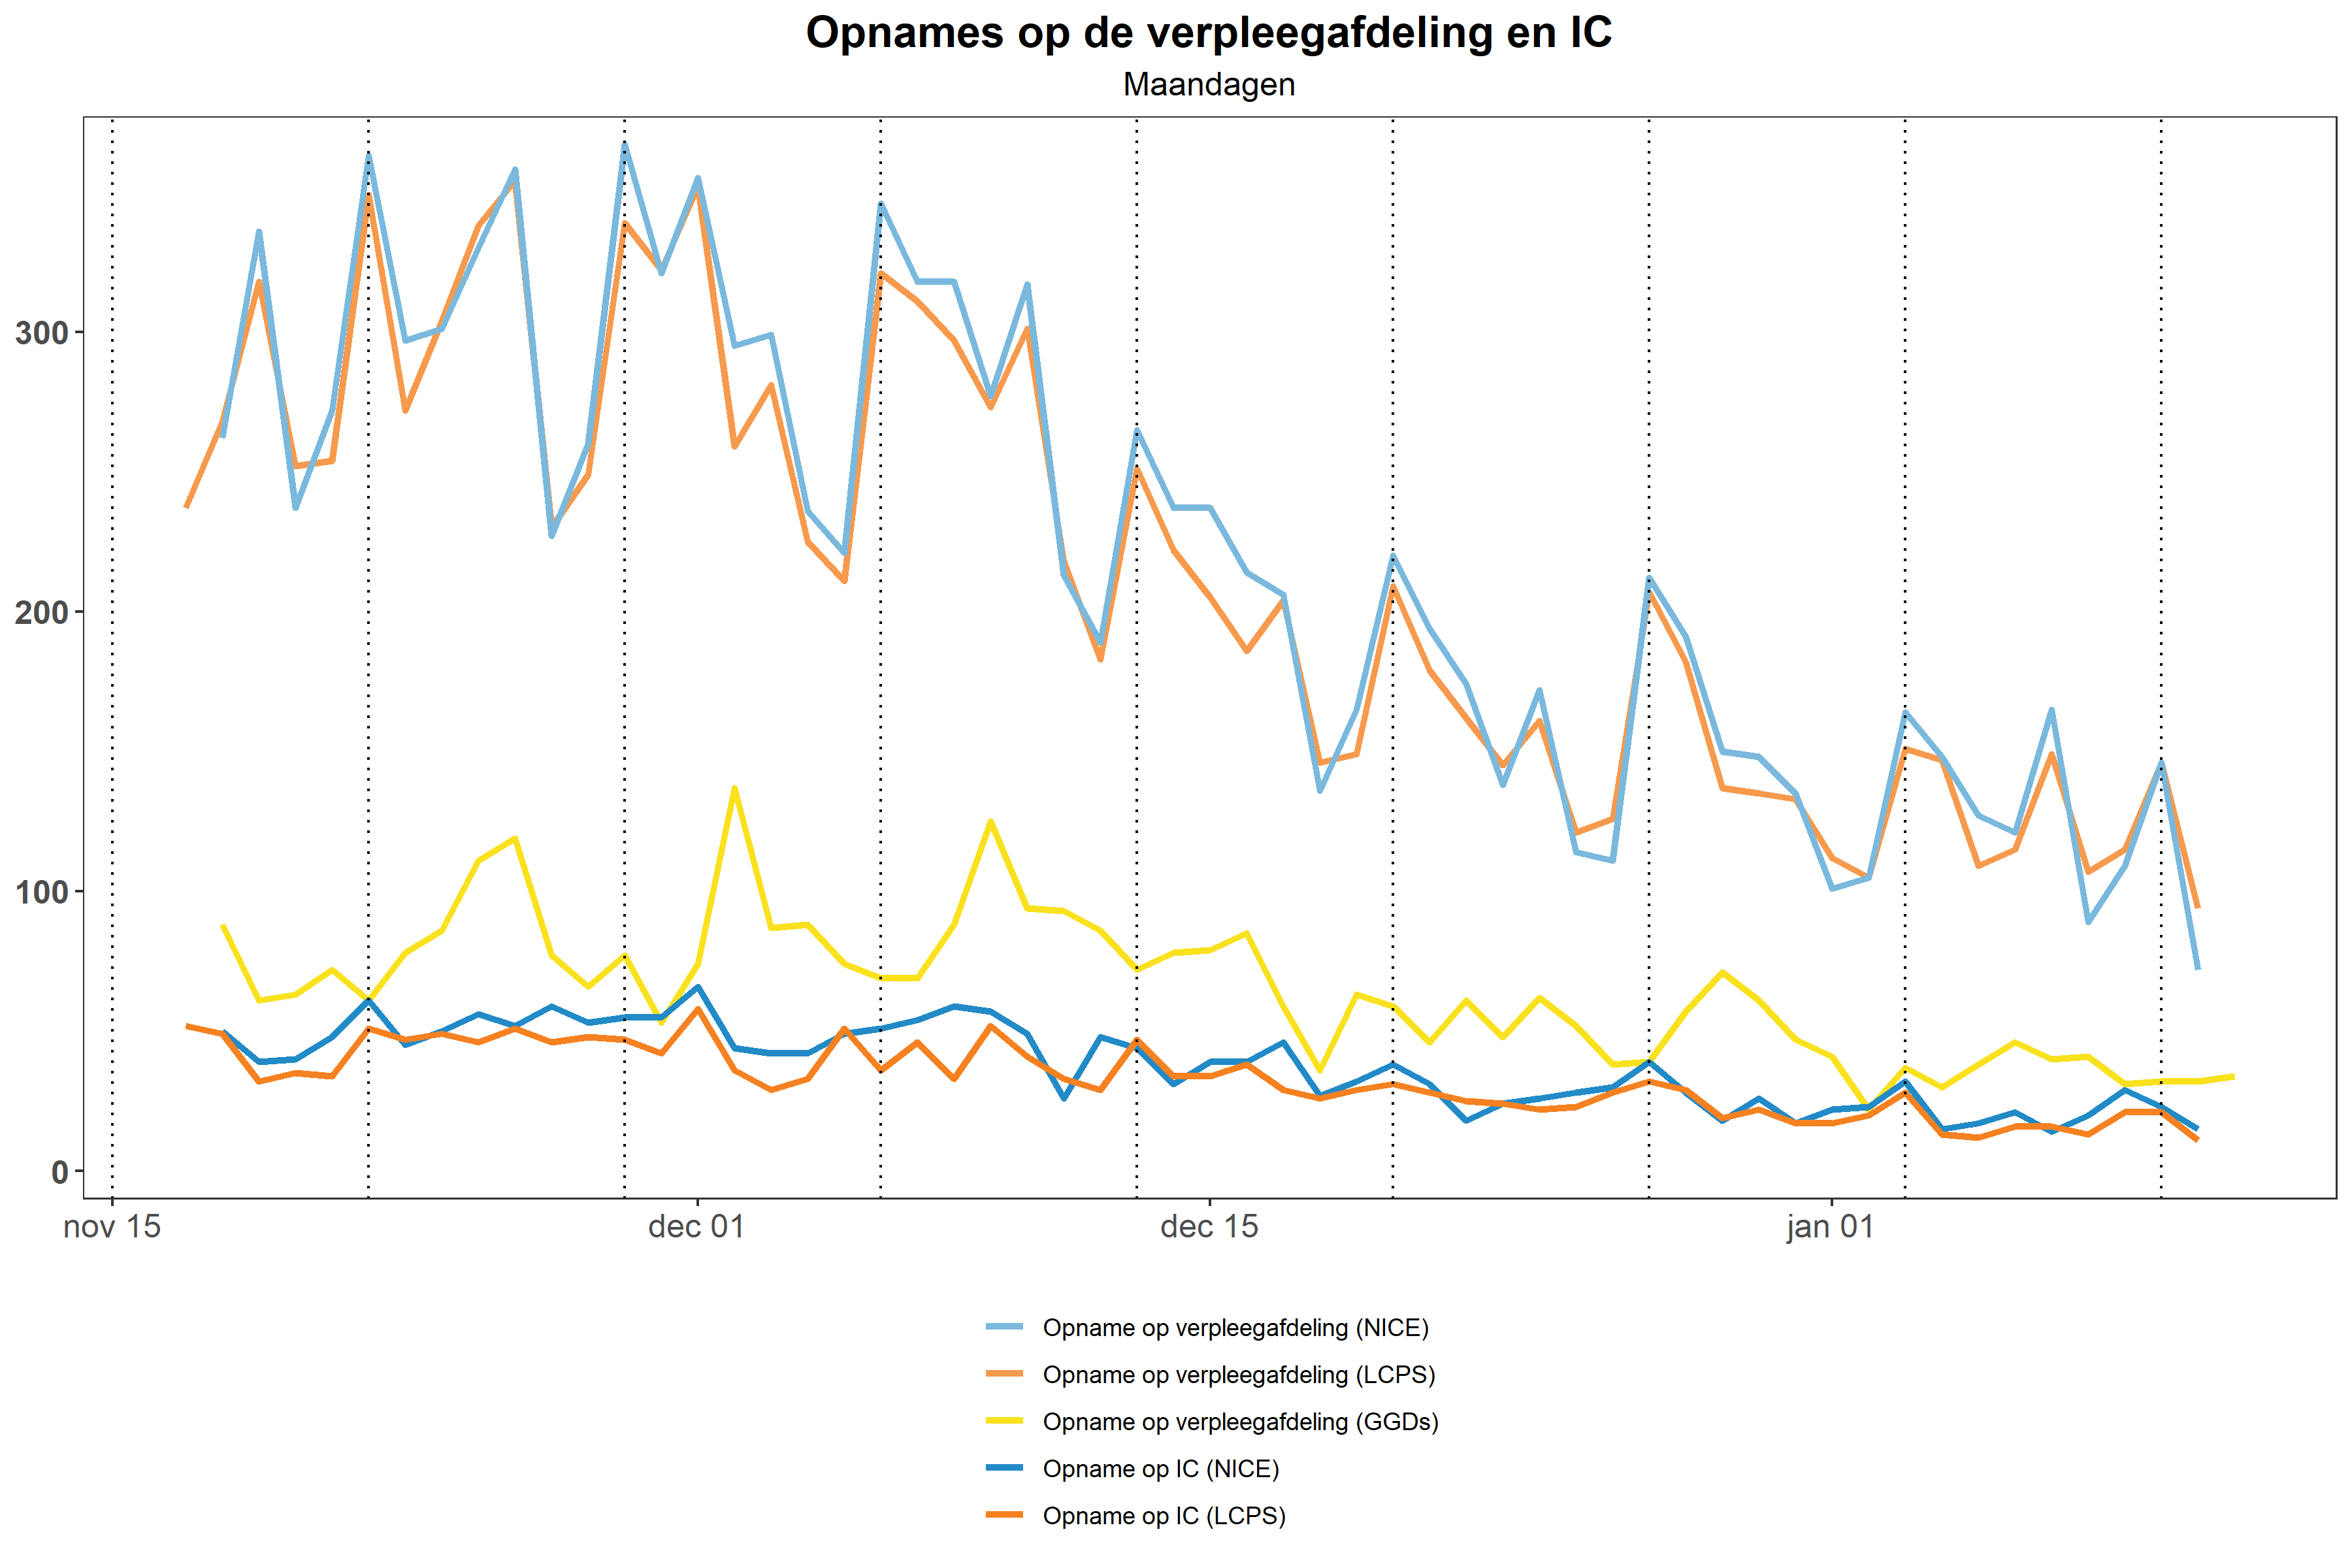 Opnames op de verpleegafdeling en IC
Maandagen
300
200
100
0
nov 15
dec 01
dec 15
jan 01
Opname op verpleegafdeling (NICE)
Opname op verpleegafdeling (LCPS)
Opname op verpleegafdeling (GGDs)
Opname op IC (NICE)
Opname op IC (LCPS)